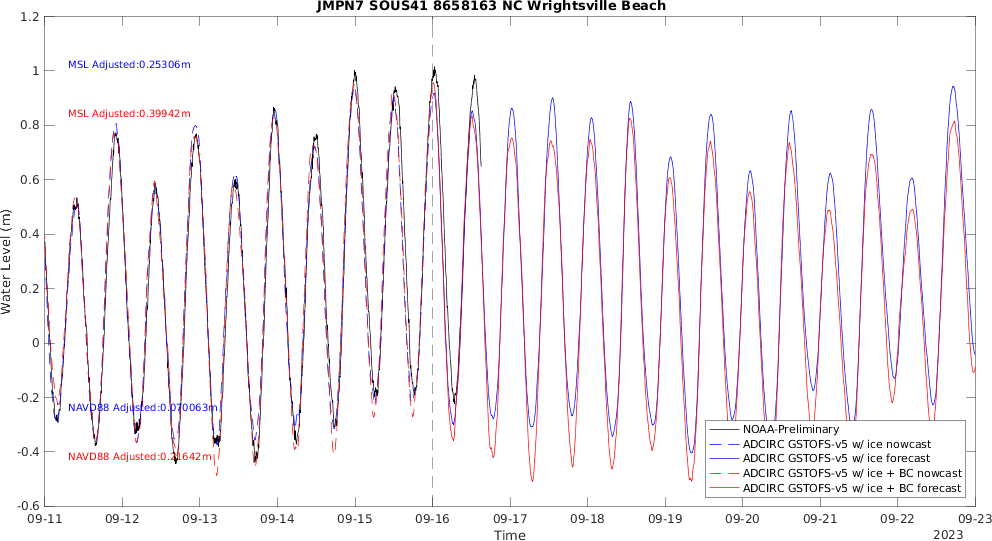 JMPN7 SOUS41 8658163 NC Wrightsville Beach
1.2
1
0.8
0.6
0.4
0.2
0
-0.2
-0.4
-0.6
Water Level (m)
MSL Adjusted:0.25306m
MSL Adjusted:0.39942m
NAVD88 Adjusted:0.070063m
NAVD88 Adjusted:0.21642m
NOAA-Preliminary
ADCIRC GSTOFS-v5 w/ ice nowcast
ADCIRC GSTOFS-v5 w/ ice forecast
ADCIRC GSTOFS-v5 w/ ice + BC nowcast
ADCIRC GSTOFS-v5 w/ ice + BC forecast
09-11 09-12 09-13 09-14 09-15 09-16 09-17 09-18 09-19 09-20 09-21 09-22 09-23
Time
2023